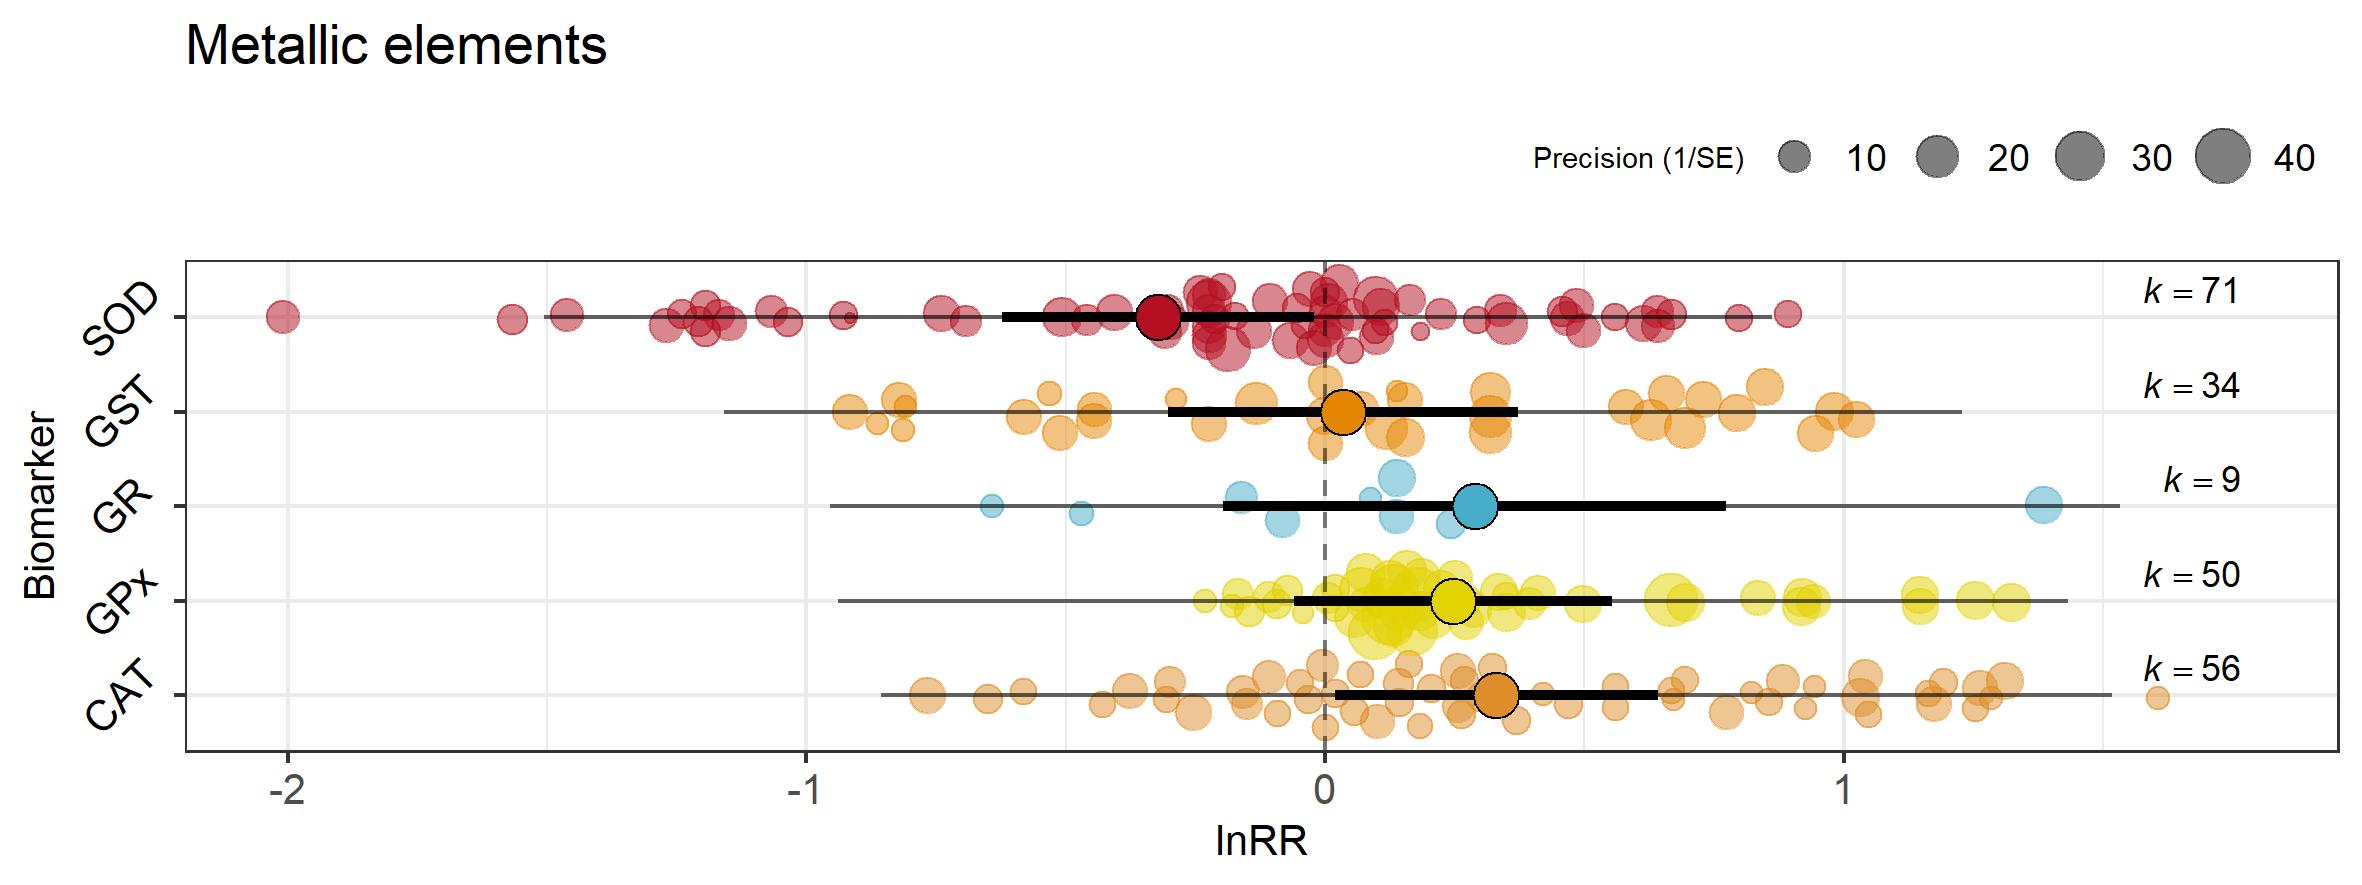 Metallic elements
Precision (1/SE) 10 20 30 40
SOD k = 71
GST k = 34
GR k = 9
GPx k = 50
CAT k = 56
Biomarker
-2 -1 0 1
lnRR